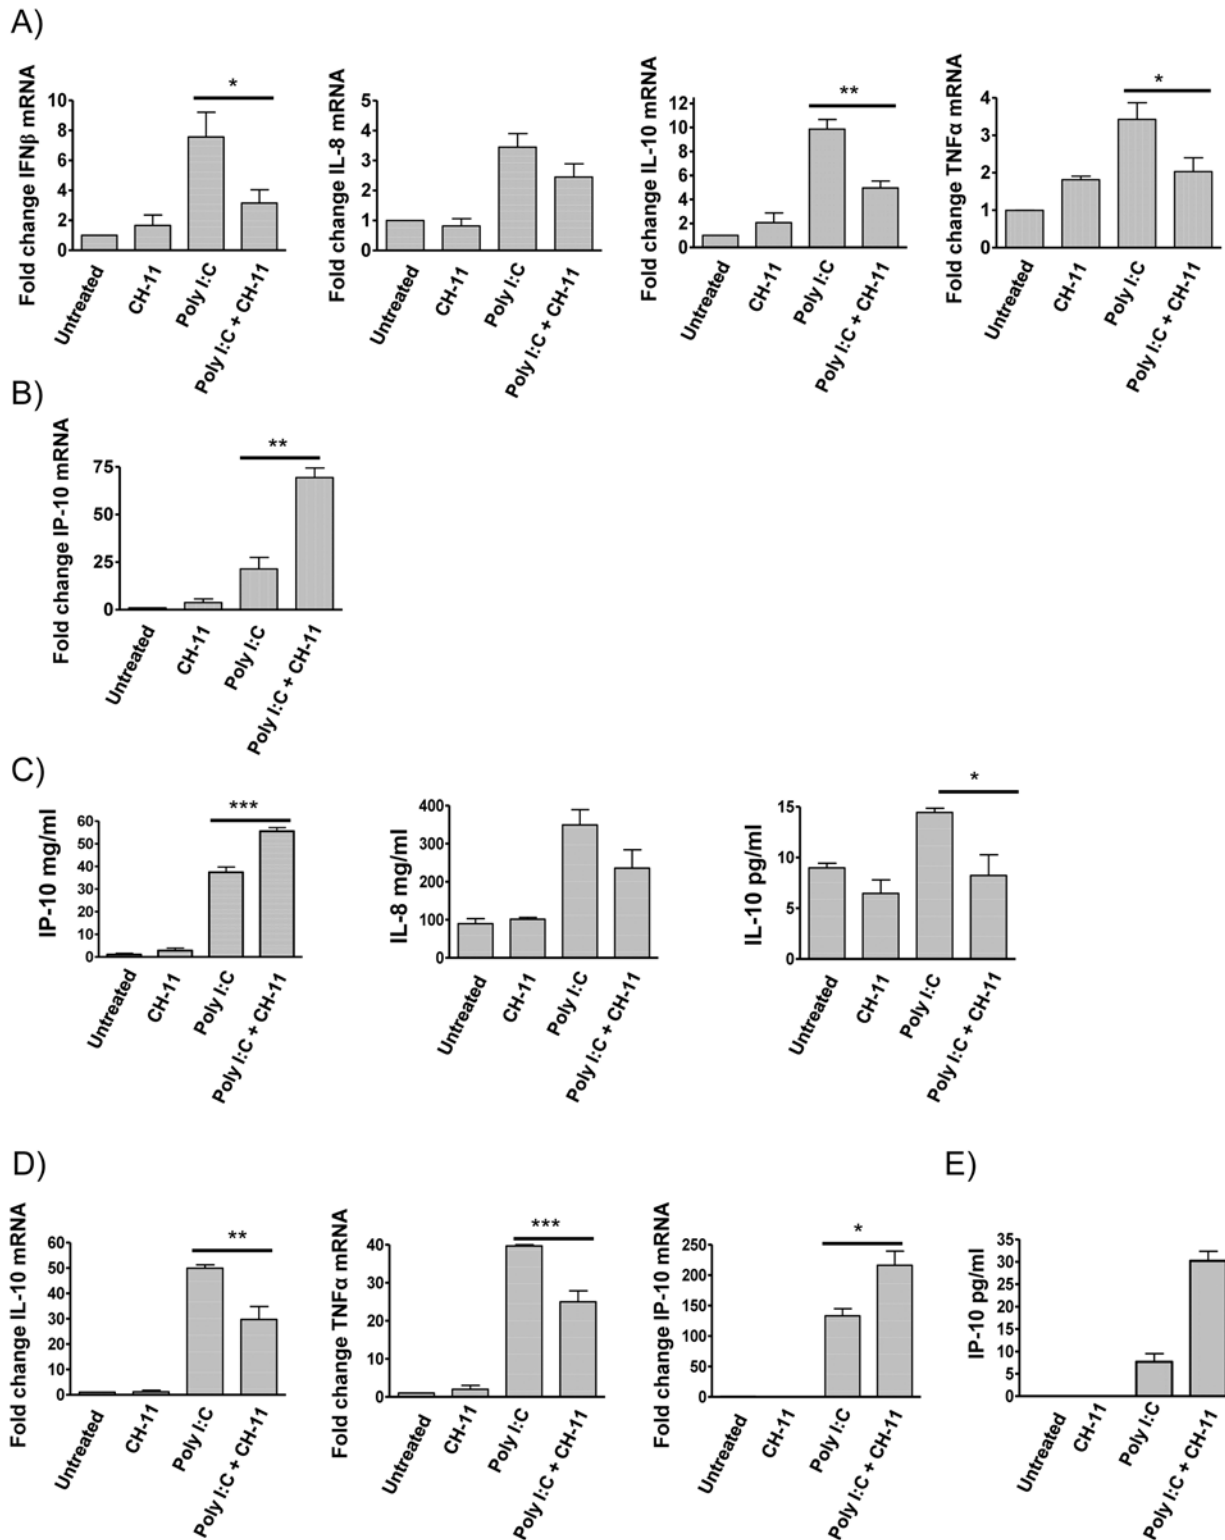 A)
Fold change IFNβ mRNA
10
8
6
4
2
0
*
Untreated
CH-11
Poly I:C
Poly I:C + CH-11
Fold change IL-8 mRNA
5
4
3
2
1
0
Untreated
CH-11
Poly I:C
Poly I:C + CH-11
Fold change IL-10 mRNA
12
10
8
6
4
2
0
**
Untreated
CH-11
Poly I:C
Poly I:C + CH-11
Fold change TNFα mRNA
4
3
2
1
0
*
Untreated
CH-11
Poly I:C
Poly I:C + CH-11
B)
Fold change IP-10 mRNA
75
50
25
0
**
Untreated
CH-11
Poly I:C
Poly I:C + CH-11
C)
IP-10 mg/ml
60
50
40
30
20
10
0
***
Untreated
CH-11
Poly I:C
Poly I:C + CH-11
IL-8 mg/ml
400
300
200
100
0
Untreated
CH-11
Poly I:C
Poly I:C + CH-11
IL-10 pg/ml
15
10
5
0
*
Untreated
CH-11
Poly I:C
Poly I:C + CH-11
D)
Fold change IL-10 mRNA
60
50
40
30
20
10
0
**
Untreated
CH-11
Poly I:C
Poly I:C + CH-11
Fold change TNFα mRNA
40
30
20
10
0
***
Untreated
CH-11
Poly I:C
Poly I:C + CH-11
Fold change IP-10 mRNA
250
200
150
100
50
0
*
Untreated
CH-11
Poly I:C
Poly I:C + CH-11
E)
IP-10 pg/ml
35
30
25
20
15
10
5
0
Untreated
CH-11
Poly I:C
Poly I:C + CH-11